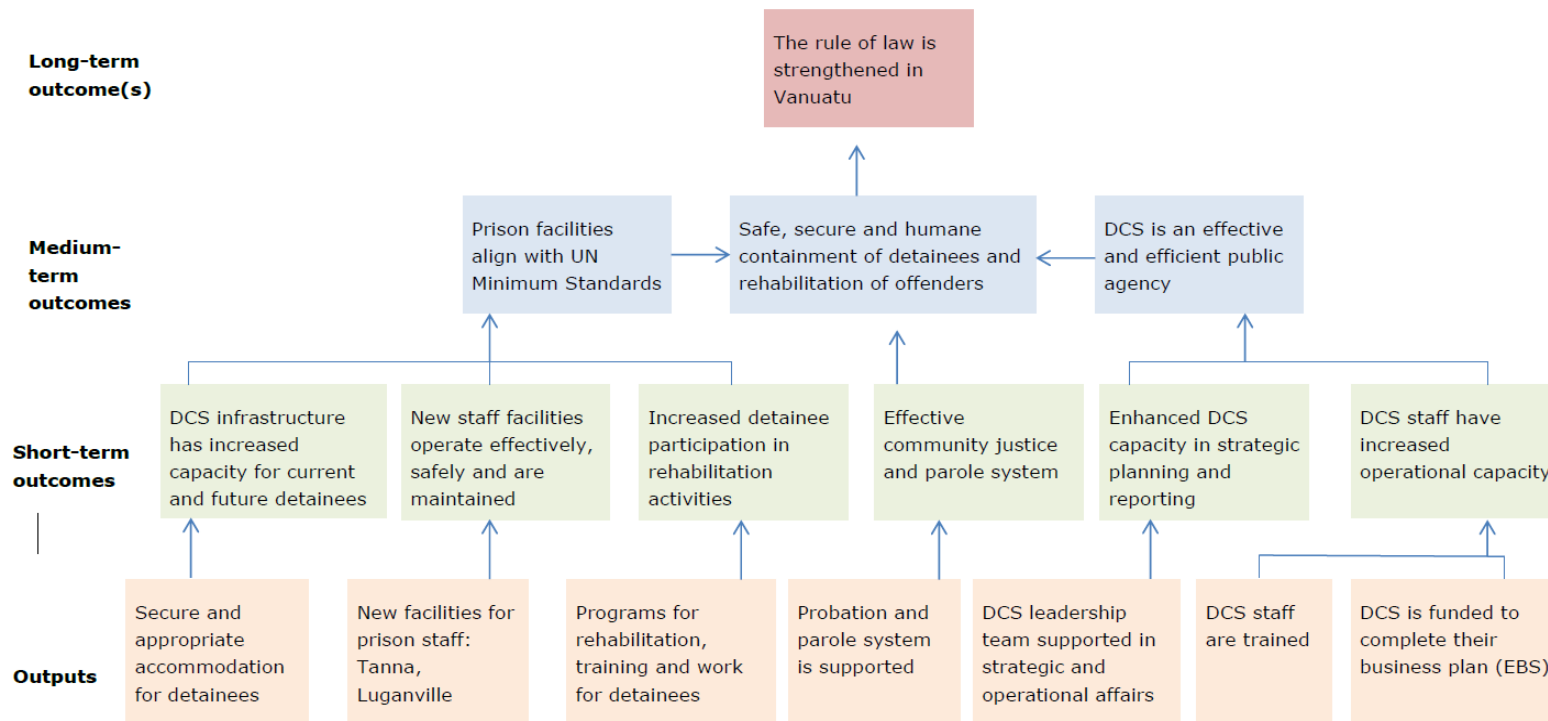 Long-term
outcome(s)
The rule of law is
strengthened in
Vanuatu
Medium-
term
outcomes
Prison facilities
align with UN
Minimum Standards
Safe, secure and humane
containment of detainees and
rehabilitation of offenders
DCS is an effective
and efficient public
agency
Short-term
outcomes
DCS infrastructure
has increased
capacity for current
and future detainees
New staff facilities
operate effectively,
safely and are
maintained
Increased detainee
participation in
rehabilitation
activities
Effective
community justice
and parole system
Enhanced DCS
capacity in strategic
planning and
reporting
DCS staff have
increased
operational capacity
Outputs
Secure and
appropriate
accommodation
for detainees
New facilities for
prison staff:
Tanna,
Luganville
Programs for
rehabilitation,
training and work
for detainees
Probation and
parole system
is supported
DCS leadership
team supported in
strategic and
operational affairs
DCS staff
are trained
DCS is funded to
complete their
business plan (EBS)